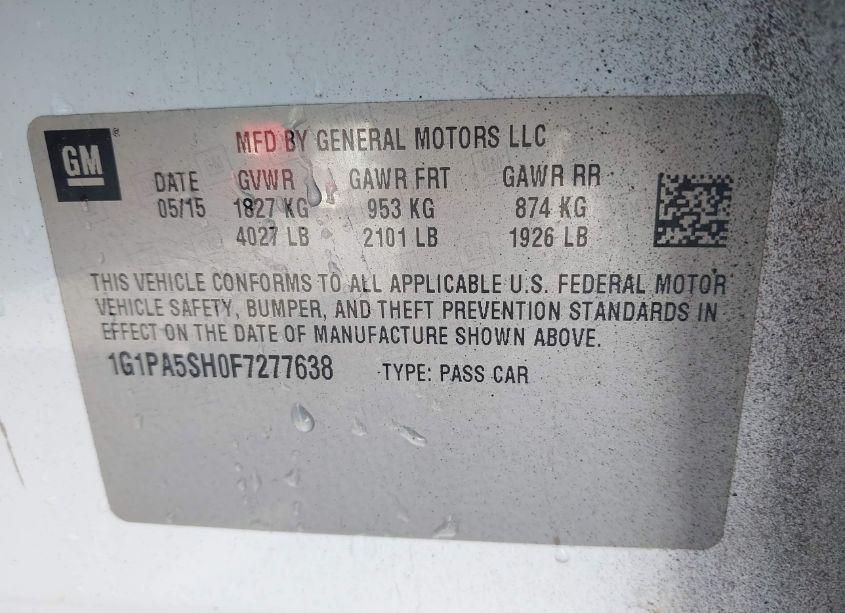 GM®
MFD BY GENERAL MOTORS LLC
DATE GVWR GAWR FRT GAWR RR
05/15 1827 KG 953 KG 874 KG
4027 LB 2101 LB 1926 LB
THIS VEHICLE CONFORMS TO ALL APPLICABLE U.S. FEDERAL MOTOR
VEHICLE SAFETY, BUMPER, AND THEFT PREVENTION STANDARDS IN
EFFECT ON THE DATE OF MANUFACTURE SHOWN ABOVE.
1G1PA5SH0F7277638 TYPE: PASS CAR